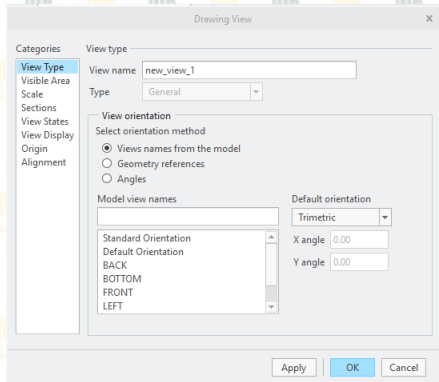 Drawing View
x
Categories
View Type
Visible Area
Scale
Sections
View States
View Display
Origin
Alignment
View type
View name new_view_1
Type General
View orientation
Select orientation method
Views names from the model
Geometry references
Angles
Model view names
Standard Orientation
Default Orientation
BACK
BOTTOM
FRONT
LEFT
Default orientation
Trimetric
X angle 0.00
Y angle 0.00
Apply OK Cancel